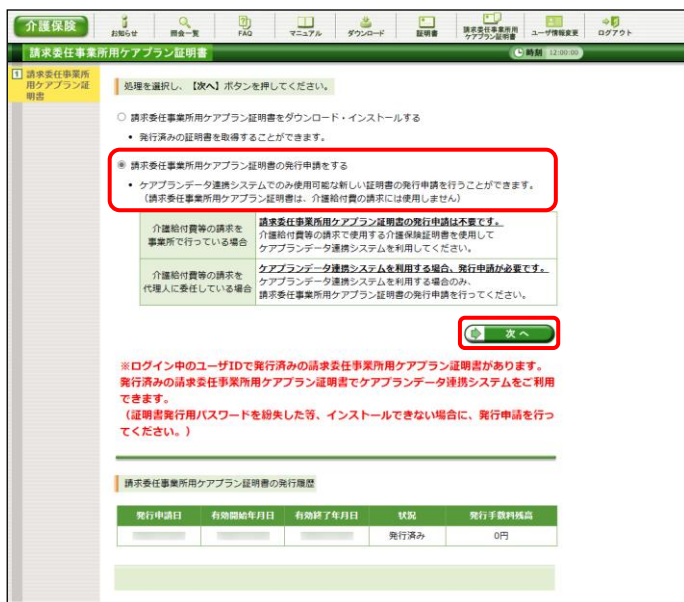 介護保険
お知らせ 照会一覧 FAQ マニュアル ダウンロード 証明書 請求委任事業所用ケアプラン証明書 ユーザ情報変更 ログアウト
請求委任事業所用ケアプラン証明書
時刻 12:00:00
1 請求委任事業所用ケアプラン証明書
処理を選択し、【次へ】ボタンを押してください。
請求委任事業所用ケアプラン証明書をダウンロード・インストールする
• 発行済みの証明書を取得することができます。
請求委任事業所用ケアプラン証明書の発行申請をする
• ケアプランデータ連携システムでのみ使用可能な新しい証明書の発行申請を行うことができます。
（請求委任事業所用ケアプラン証明書は、介護給付費の請求には使用しません）
介護給付費等の請求を
事業所で行っている場合
請求委任事業所用ケアプラン証明書の発行申請は不要です。
介護給付費等の請求で使用する介護保険証明書を使用して
ケアプランデータ連携システムを利用してください。
介護給付費等の請求を
代理人に委任している場合
ケアプランデータ連携システムを利用する場合、発行申請が必要です。
ケアプランデータ連携システムを利用する場合のみ、
請求委任事業所用ケアプラン証明書の発行申請を行ってください。
次へ
※ログイン中のユーザIDで発行済みの請求委任事業所用ケアプラン証明書があります。
発行済みの請求委任事業所用ケアプラン証明書でケアプランデータ連携システムをご利用
できます。
（証明書発行用パスワードを紛失した等、インストールできない場合に、発行申請を行っ
てください。）
請求委任事業所用ケアプラン証明書の発行履歴
発行申請日 有効開始年月日 有効終了年月日 状況 発行手数料残高
発行済み 0円